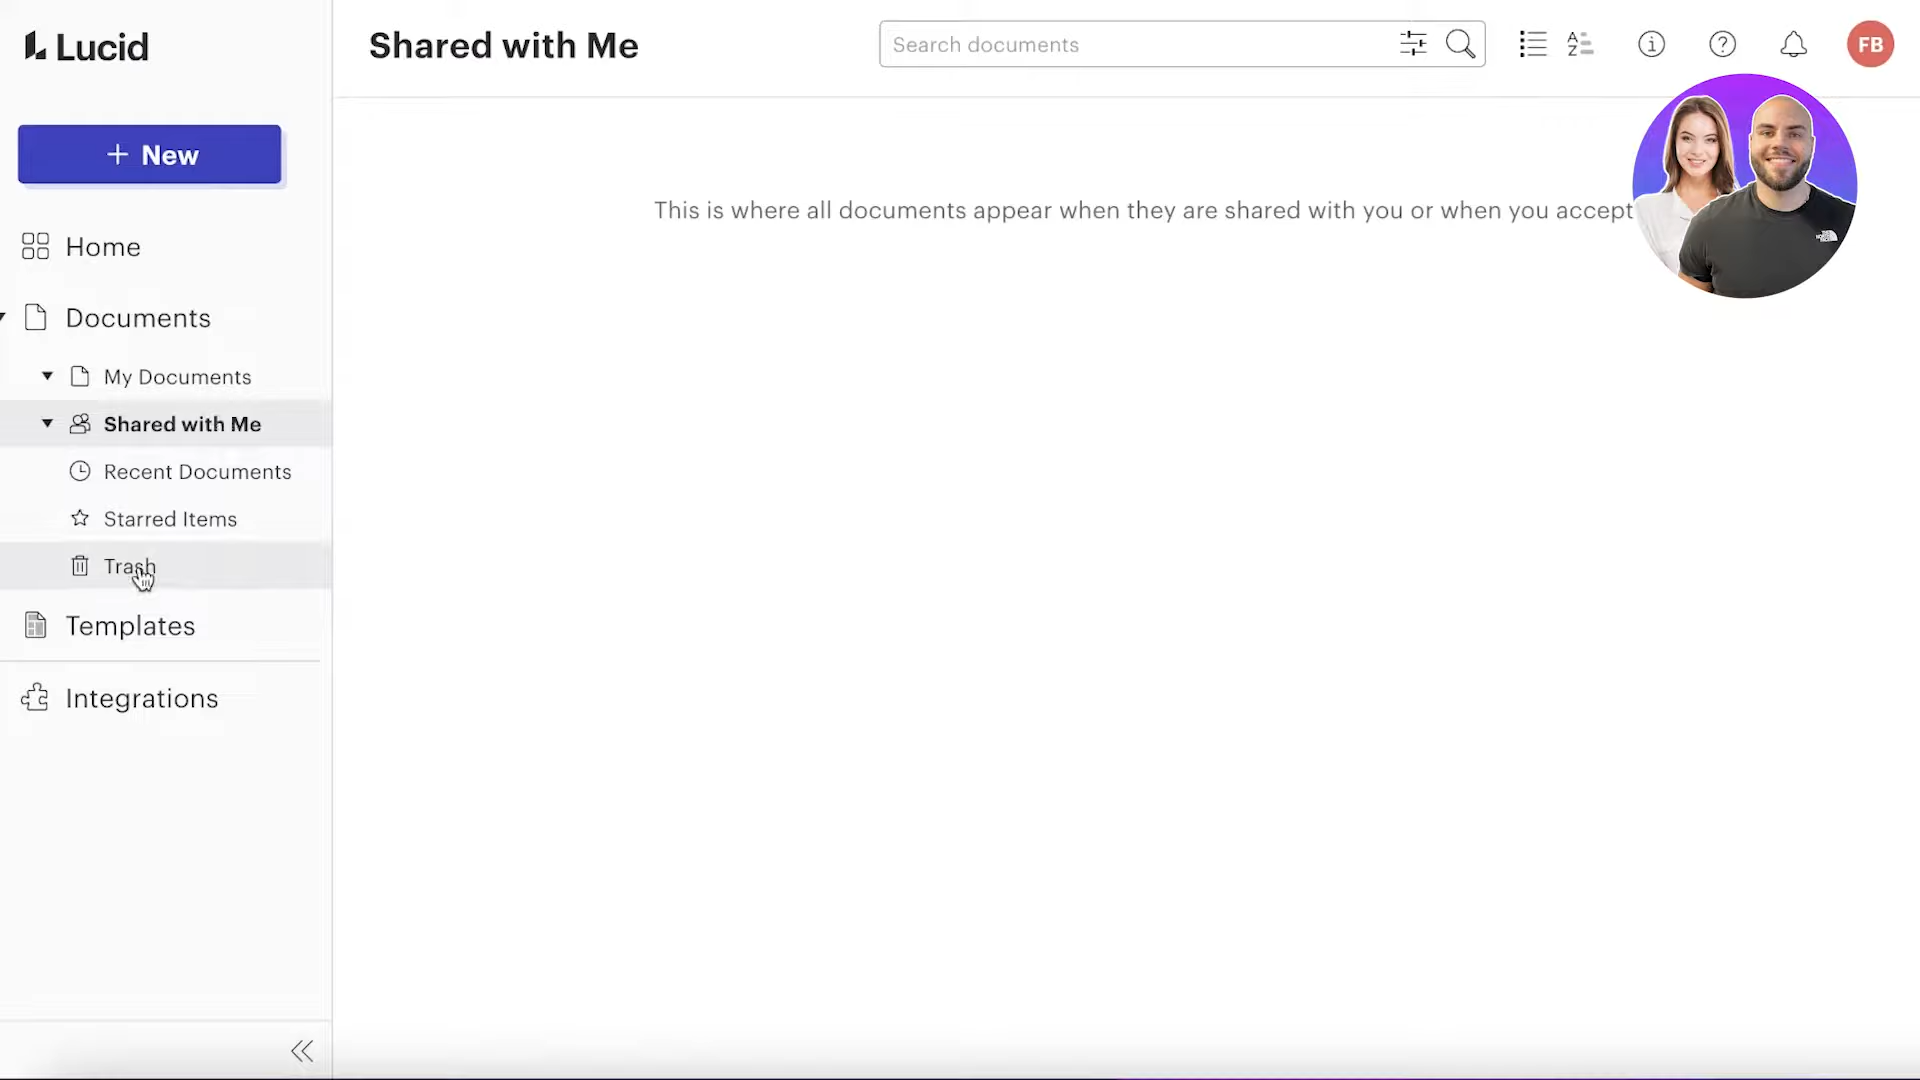 Lucid
Shared with Me
Search documents
A
Z
FB
+ New
This is where all documents appear when they are shared with you or when you accept
Home
Documents
My Documents
Shared with Me
Recent Documents
Starred Items
Trash
Templates
Integrations